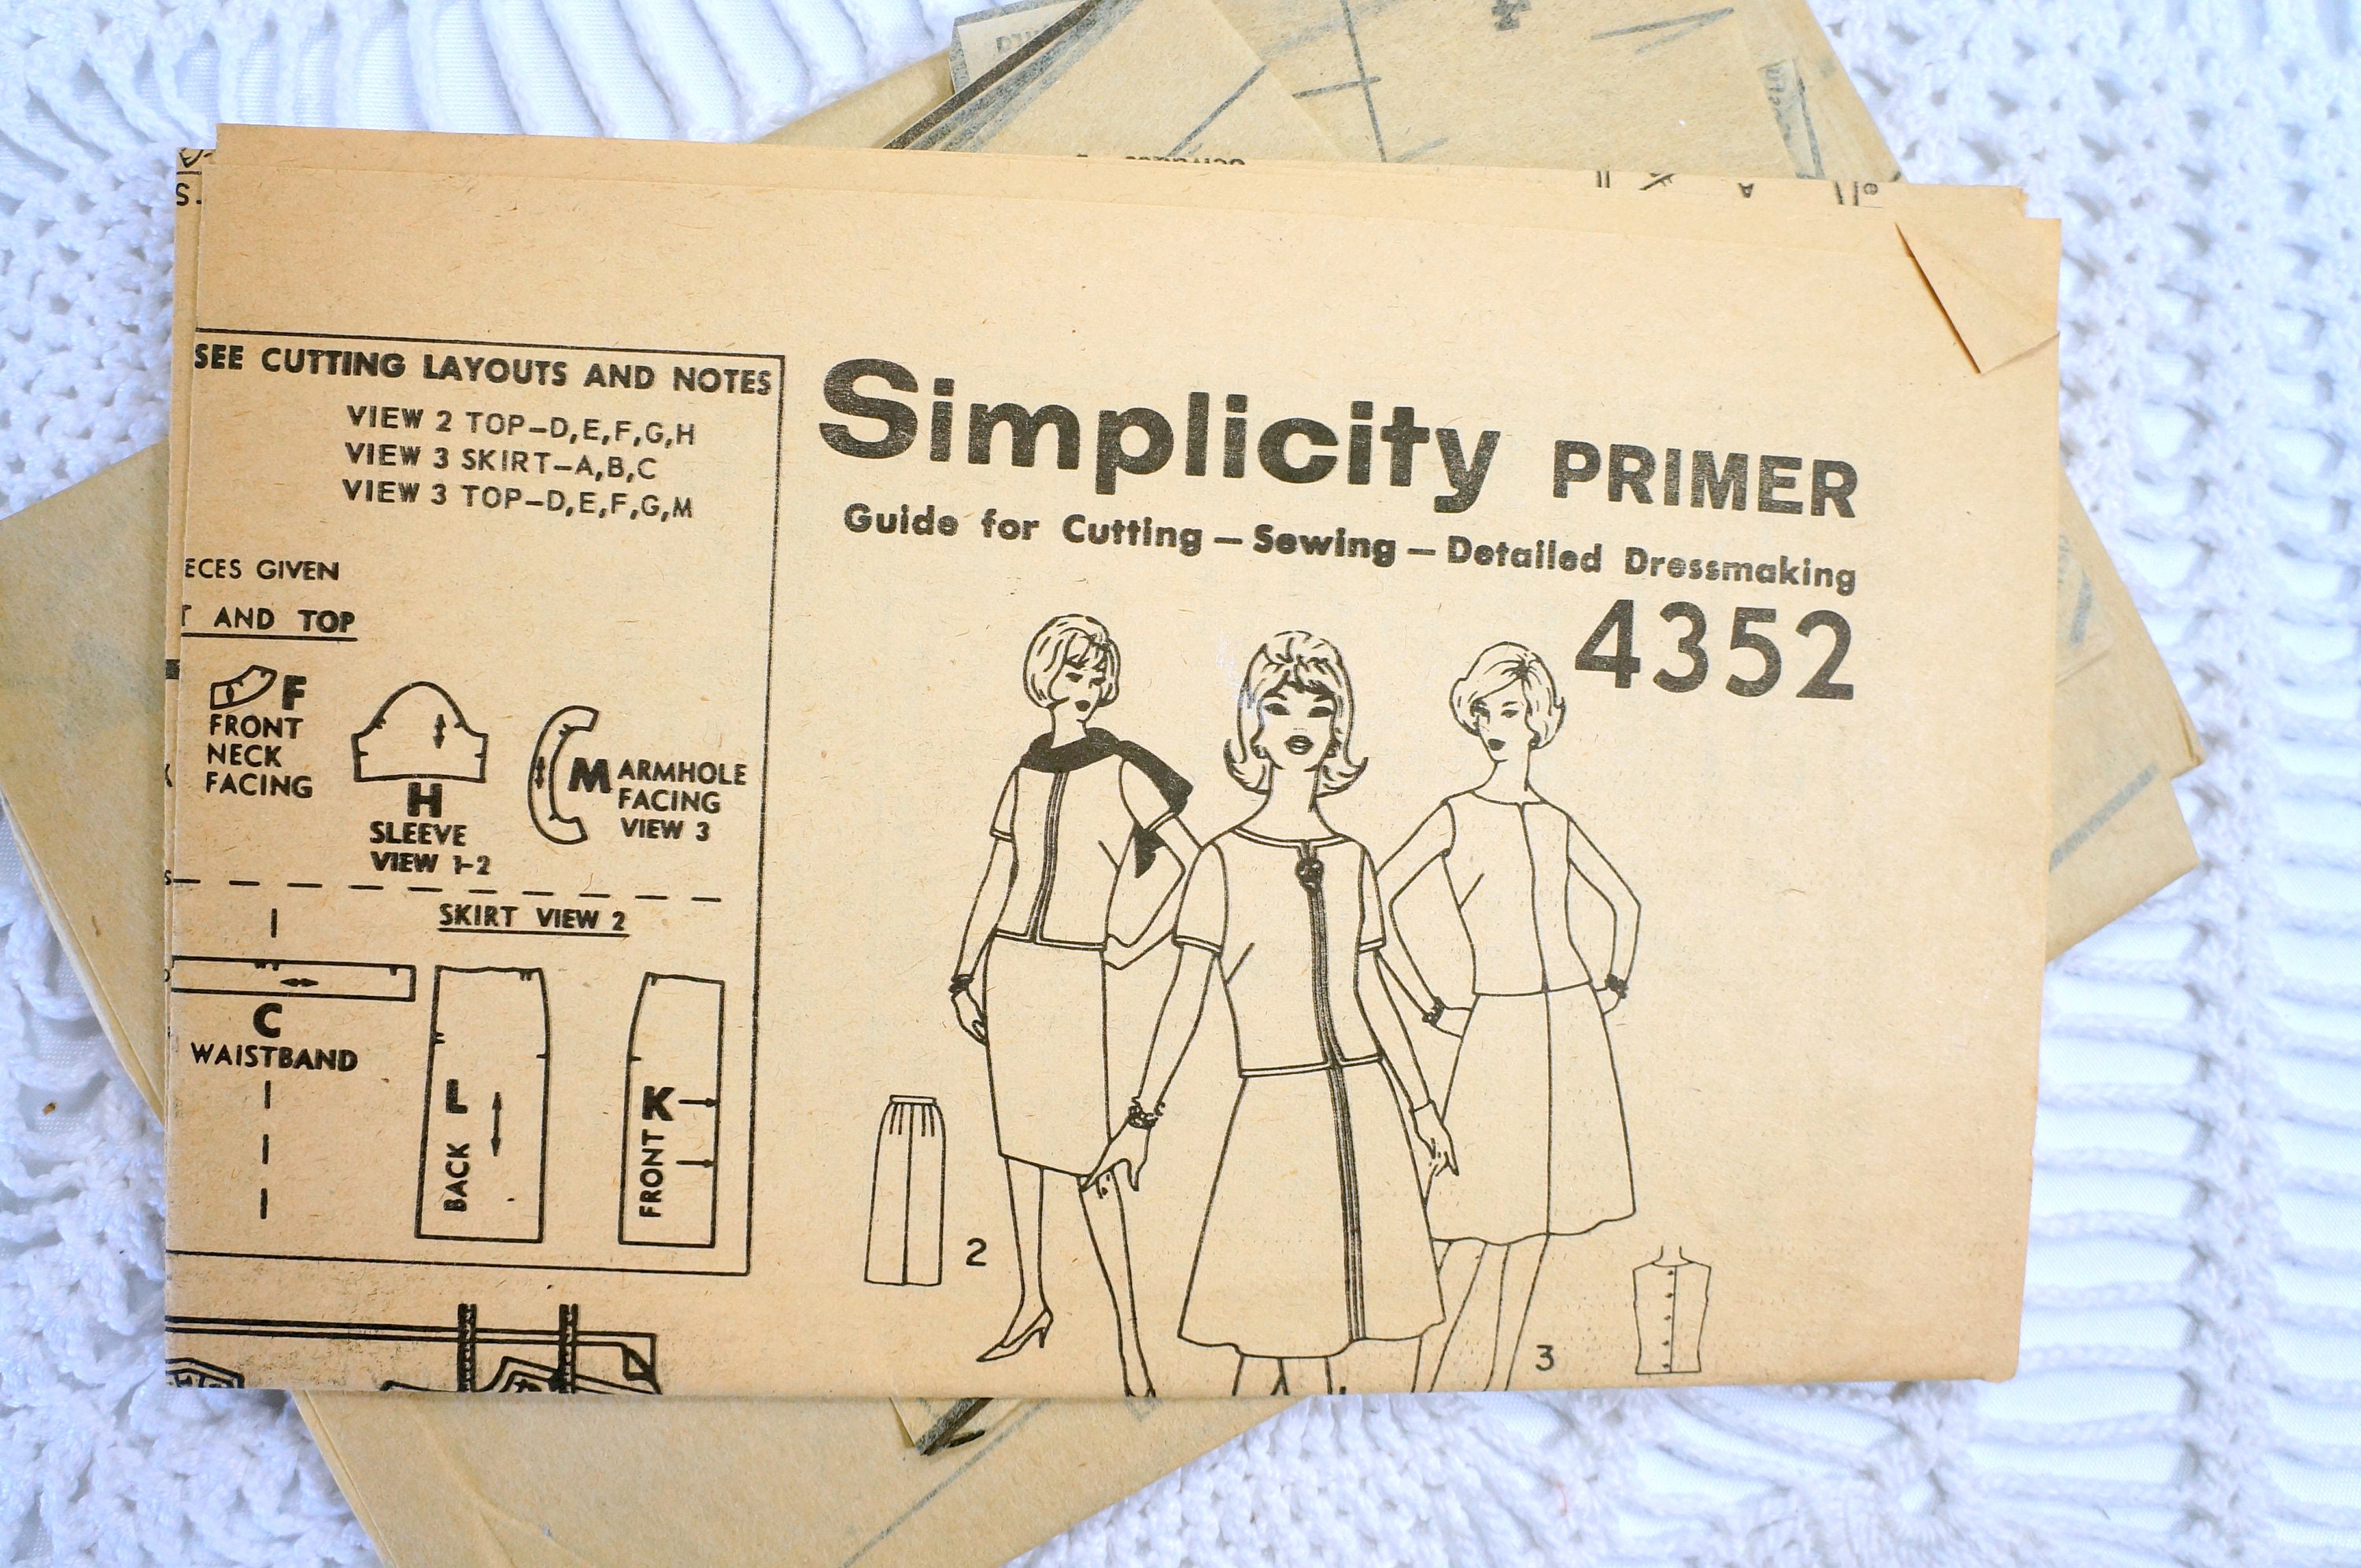 S.
SEE CUTTING LAYOUTS AND NOTES
VIEW 2 TOP–D,E,F,G,H
VIEW 3 SKIRT–A,B,C
VIEW 3 TOP–D,E,F,G,M
ECES GIVEN
T AND TOP
F
FRONT
NECK
FACING
H
SLEEVE
VIEW 1-2
M ARMHOLE
FACING
VIEW 3
SKIRT VIEW 2
C
WAISTBAND
L
BACK
K
FRONT
Simplicity PRIMER
Guide for Cutting – Sewing – Detailed Dressmaking
4352
2
3